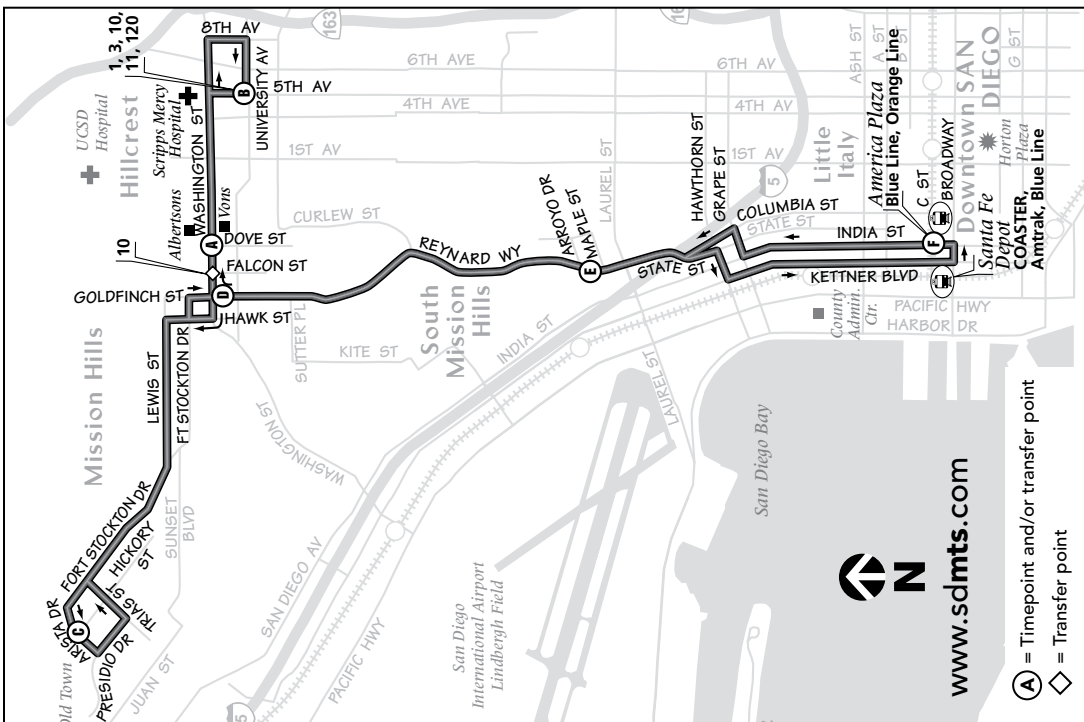 163
8TH AV
1, 3, 10,
11, 120
UCSD
Hospital
Hillcrest
Scripps Mercy
Hospital
WASHINGTON ST
B
UNIVERSITY AV
6TH AVE
5TH AV
4TH AVE
1ST AV
6TH AV
4TH AV
1ST AV
ASH ST
A ST
G ST
Downtown SAN
DIEGO
Horton
Plaza
America Plaza
Blue Line, Orange Line
C ST
BROADWAY
Santa Fe
Depot
COASTER,
Amtrak, Blue Line
F
Little
Italy
5
HAWTHORN ST
GRAPE ST
COLUMBIA ST
STATE ST
INDIA ST
KETTNER BLVD
STATE ST
PACIFIC HWY
HARBOR DR
County
Admin.
Ctr.
LAUREL ST
LAUREL ST
ARROYO DR
MAPLE ST
E
REYNARD WY
CURLEW ST
Albertsons
Vons
A
DOVE ST
10
FALCON ST
D
GOLDFINCH ST
HAWK ST
FT STOCKTON DR
LEWIS ST
Mission Hills
SUTTER PL
KITE ST
South
Mission
Hills
INDIA ST
WASHINGTON ST
SUNSET
BLVD
FORT STOCKTON DR
HICKORY
ST
TRIAS ST
ARISTA DR
C
PRESIDIO DR
Old Town
JUAN ST
SAN DIEGO AV
PACIFIC HWY
5
San Diego
International Airport
Lindbergh Field
San Diego Bay
N
www.sdmts.com
A = Timepoint and/or transfer point
= Transfer point